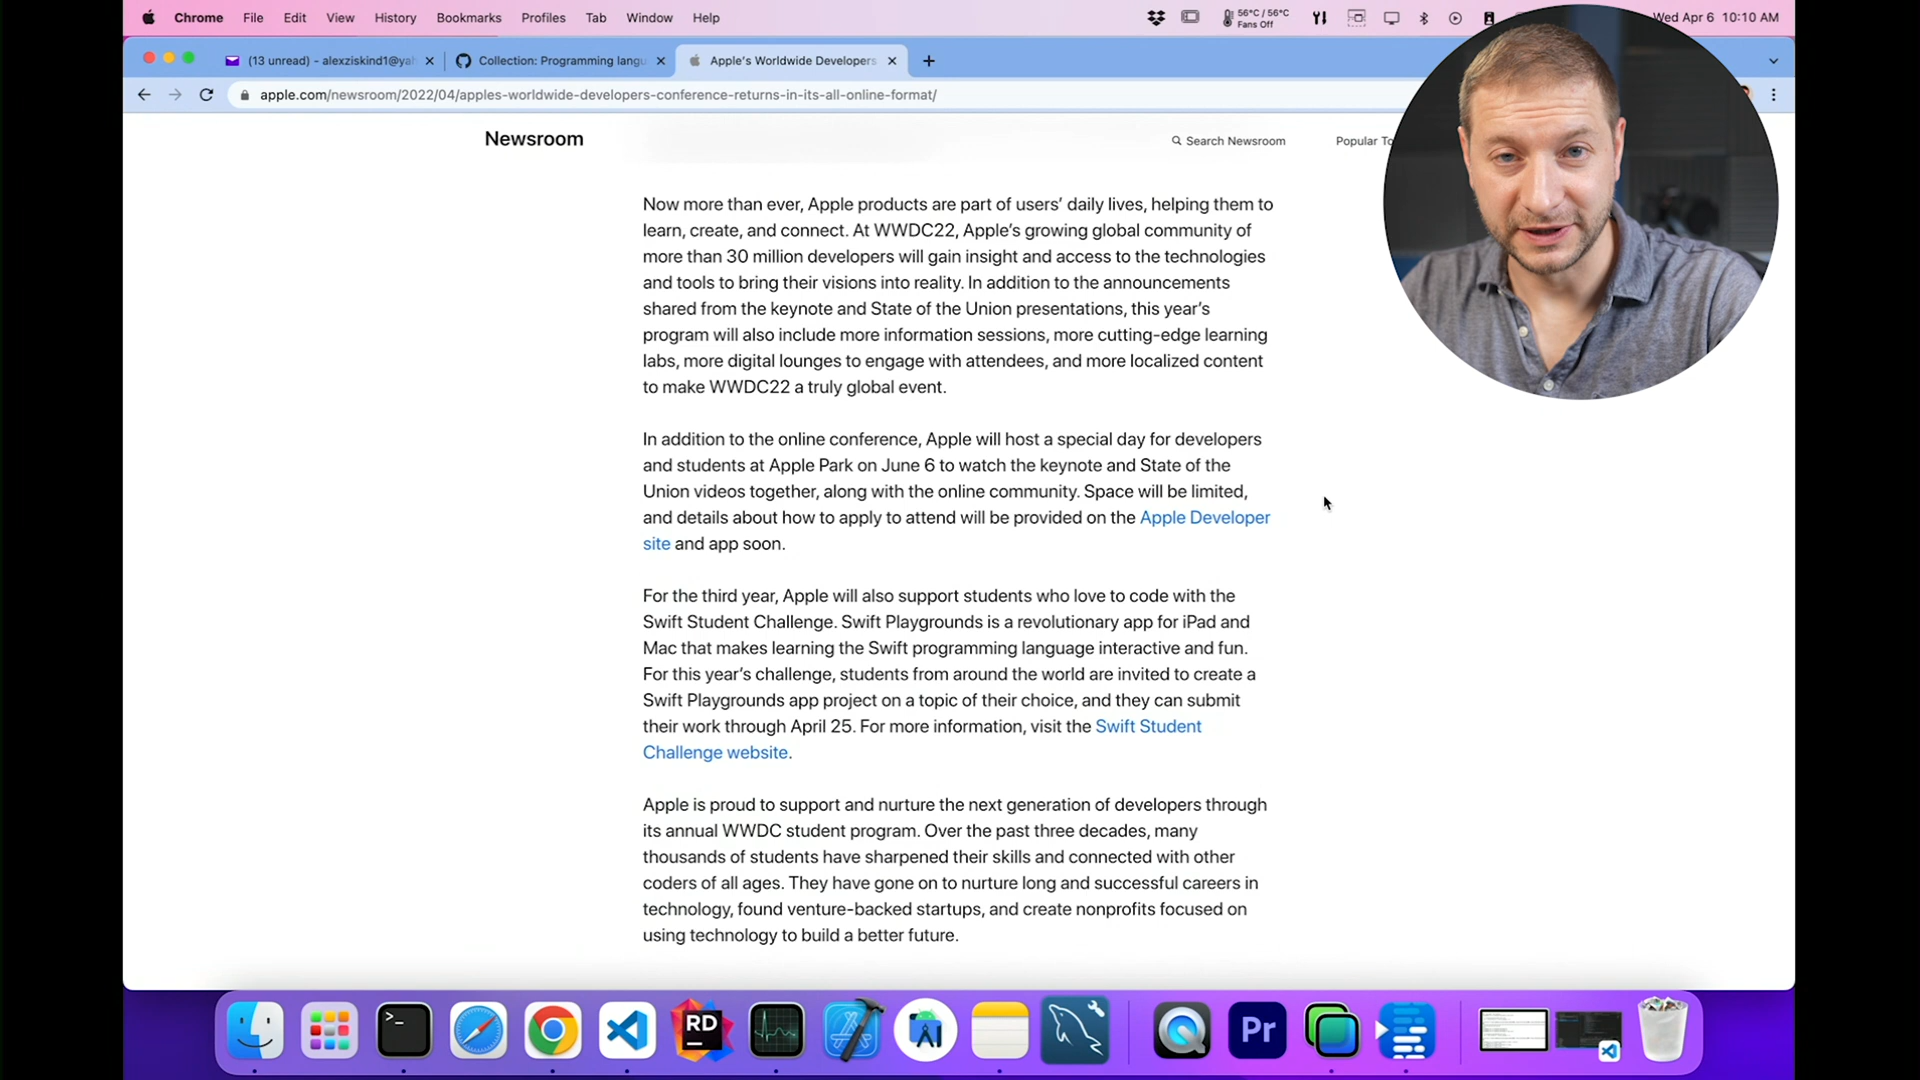 Chrome File Edit View History Bookmarks Profiles Tab Window Help
56°C / 56°C
Fans Off
Wed Apr 6 10:10 AM
(13 unread) - alexziskind1@yah
Collection: Programming langu
Apple's Worldwide Developers
apple.com/newsroom/2022/04/apples-worldwide-developers-conference-returns-in-its-all-online-format/
Newsroom
Search Newsroom
Popular To
Now more than ever, Apple products are part of users’ daily lives, helping them to
learn, create, and connect. At WWDC22, Apple’s growing global community of
more than 30 million developers will gain insight and access to the technologies
and tools to bring their visions into reality. In addition to the announcements
shared from the keynote and State of the Union presentations, this year’s
program will also include more information sessions, more cutting-edge learning
labs, more digital lounges to engage with attendees, and more localized content
to make WWDC22 a truly global event.
In addition to the online conference, Apple will host a special day for developers
and students at Apple Park on June 6 to watch the keynote and State of the
Union videos together, along with the online community. Space will be limited,
and details about how to apply to attend will be provided on the Apple Developer
site and app soon.
For the third year, Apple will also support students who love to code with the
Swift Student Challenge. Swift Playgrounds is a revolutionary app for iPad and
Mac that makes learning the Swift programming language interactive and fun.
For this year’s challenge, students from around the world are invited to create a
Swift Playgrounds app project on a topic of their choice, and they can submit
their work through April 25. For more information, visit the Swift Student
Challenge website.
Apple is proud to support and nurture the next generation of developers through
its annual WWDC student program. Over the past three decades, many
thousands of students have sharpened their skills and connected with other
coders of all ages. They have gone on to nurture long and successful careers in
technology, found venture-backed startups, and create nonprofits focused on
using technology to build a better future.
RD
Pr